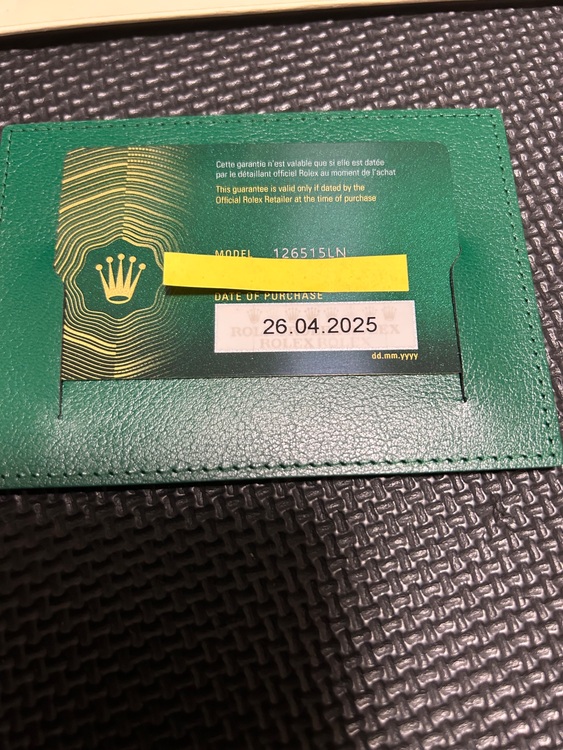 Cette garantie n'est valable que si elle est datée
par le détaillant officiel Rolex au moment de l'achat
This guarantee is valid only if dated by the
Official Rolex Retailer at the time of purchase
MODEL 126515LN
DATE OF PURCHASE
26.04.2025
ROLEX ROLEX
dd.mm.yyyy